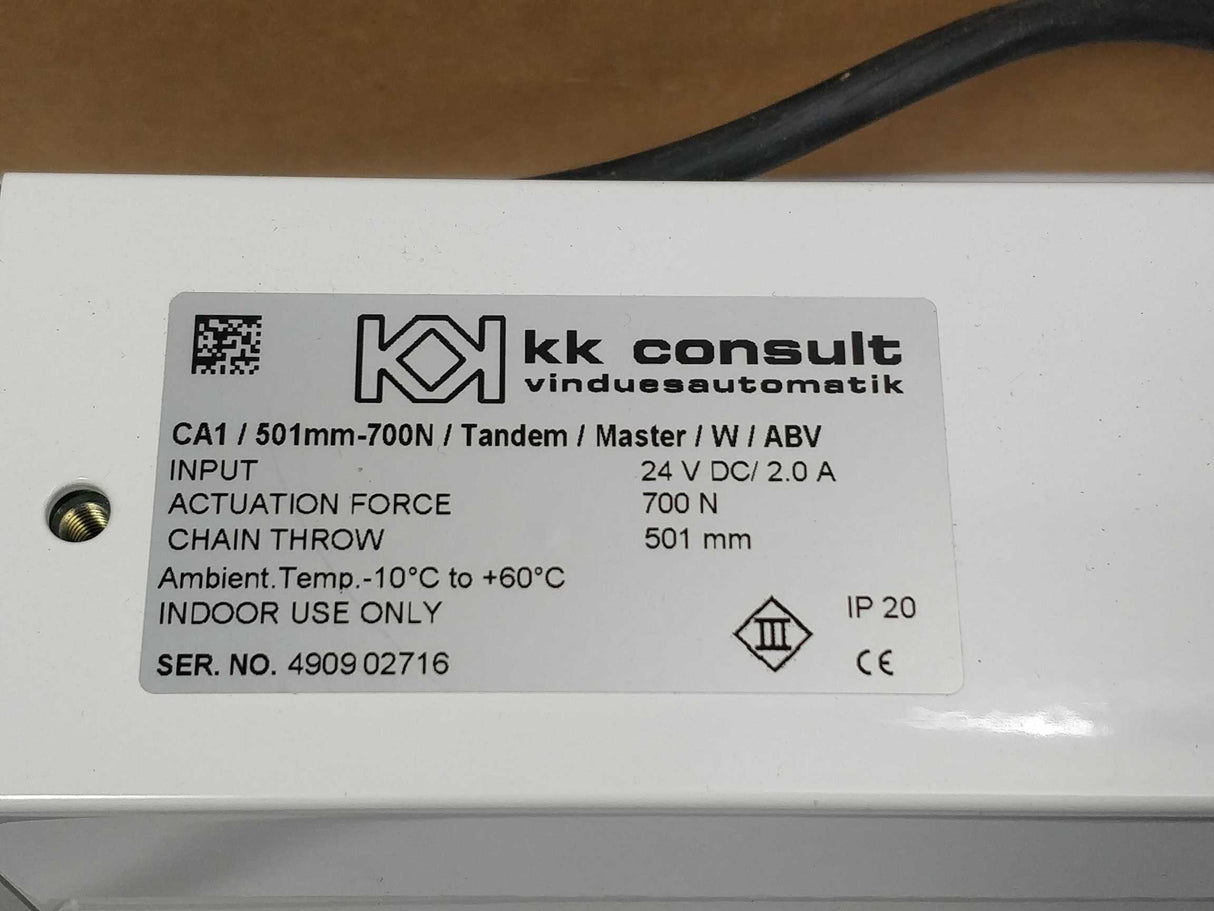 kk consult
vinduesautomatik
CA1 / 501mm-700N / Tandem / Master / W / ABV
INPUT 24 V DC/ 2.0 A
ACTUATION FORCE 700 N
CHAIN THROW 501 mm
Ambient.Temp.-10°C to +60°C
INDOOR USE ONLY
III
IP 20
SER. NO. 4909 02716
CE